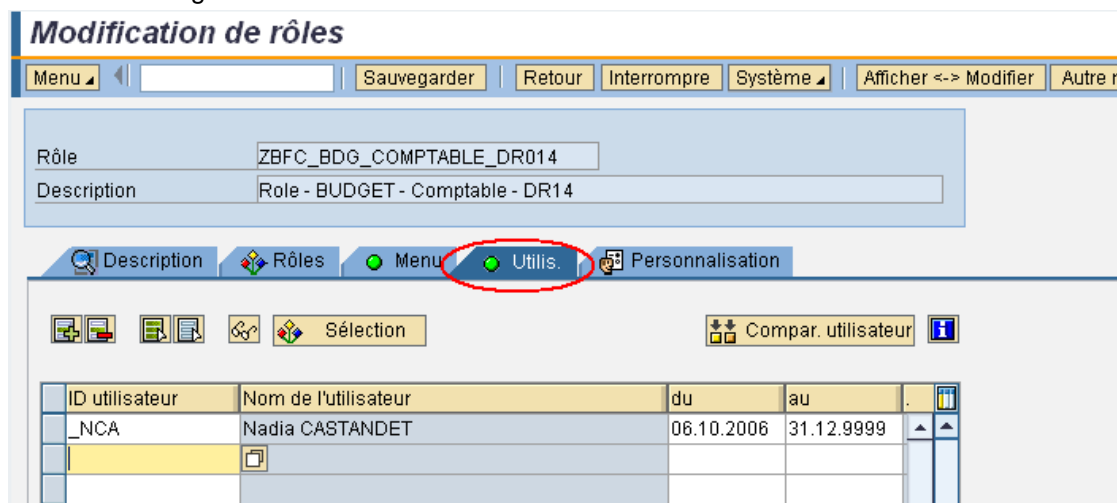 Modification de rôles
Menu Sauvegarder Retour Interrompre Système Afficher <-> Modifier Autre
Rôle ZBFC_BDG_COMPTABLE_DR014
Description Role - BUDGET - Comptable - DR14
Description Rôles Menu Utilis. Personnalisation
Sélection Compar. utilisateur
ID utilisateur Nom de l'utilisateur du au .
_NCA Nadia CASTANDET 06.10.2006 31.12.9999